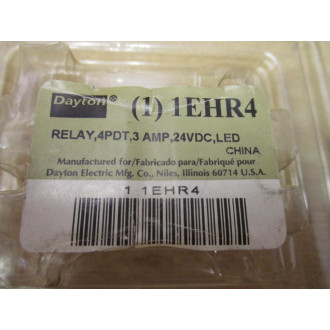 Dayton® (1) 1EHR4
RELAY,4PDT,3 AMP,24VDC,LED
CHINA
Manufactured for/Fabricado para/Fabriqué pour
Dayton Electric Mfg. Co., Niles, Illinois 60714 U.S.A.
1 1EHR4